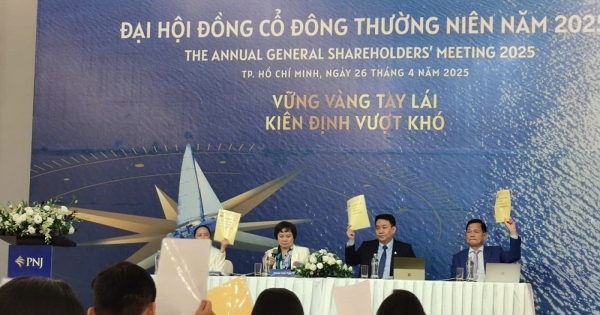 ĐẠI HỘI ĐỒNG CỔ ĐÔNG THƯỜNG NIÊN NĂM 2025
THE ANNUAL GENERAL SHAREHOLDERS' MEETING 2025
TP. HỒ CHÍ MINH, NGÀY 26 THÁNG 4 NĂM 2025
VỮNG VÀNG TAY LÁI
KIÊN ĐỊNH VƯỢT KHÓ
PNJ